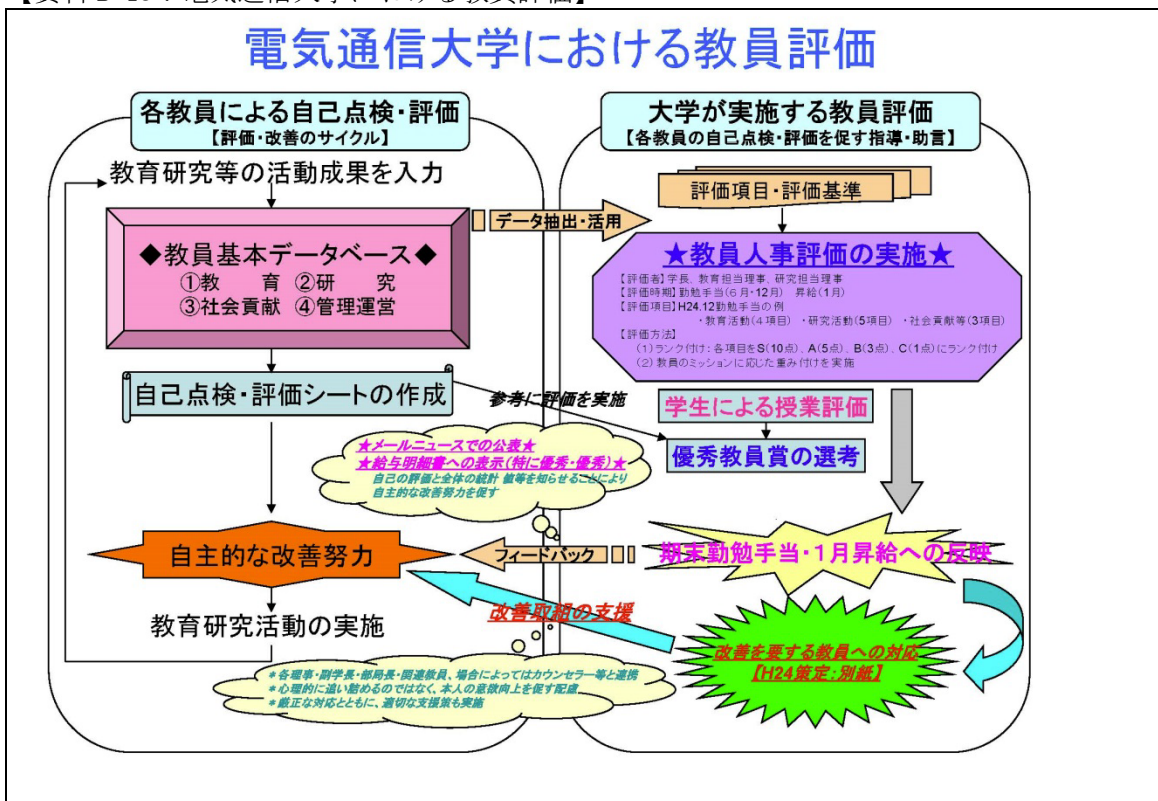 電気通信大学における教員評価
各教員による自己点検・評価
【評価・改善のサイクル】
教育研究等の活動成果を入力
◆教員基本データベース◆
①教　　育 ②研　　究
③社会貢献 ④管理運営
自己点検・評価シートの作成
自主的な改善努力
教育研究活動の実施
データ抽出・活用
参考に評価を実施
★メールニュースでの公表★
★給与明細書への表示(特に優秀・優秀)★
自己の評価と全体の統計 値等を知らせることにより
自主的な改善努力を促す
フィードバック
改善取組の支援
＊各理事・副学長・部局長・関連教員、場合によってはカウンセラー等と連携
＊心理的に追い詰めるのではなく、本人の意欲向上を促す配慮
＊厳正な対応とともに、適切な支援策も実施
大学が実施する教員評価
【各教員の自己点検・評価を促す指導・助言】
評価項目・評価基準
★教員人事評価の実施★
【評価者】学長、教育担当理事、研究担当理事
【評価時期】勤勉手当(6月・12月)　昇給(1月)
【評価項目】H24.12勤勉手当の例
・教育活動(4項目)　・研究活動(5項目)　・社会貢献等(3項目)
【評価方法】
(1)ランク付け：各項目をS(10点)、A(5点)、B(3点)、C(1点)にランク付け
(2)教員のミッションに応じた重み付けを実施
学生による授業評価
優秀教員賞の選考
期末勤勉手当・1月昇給への反映
改善を要する教員への対応
【H24策定：別紙】